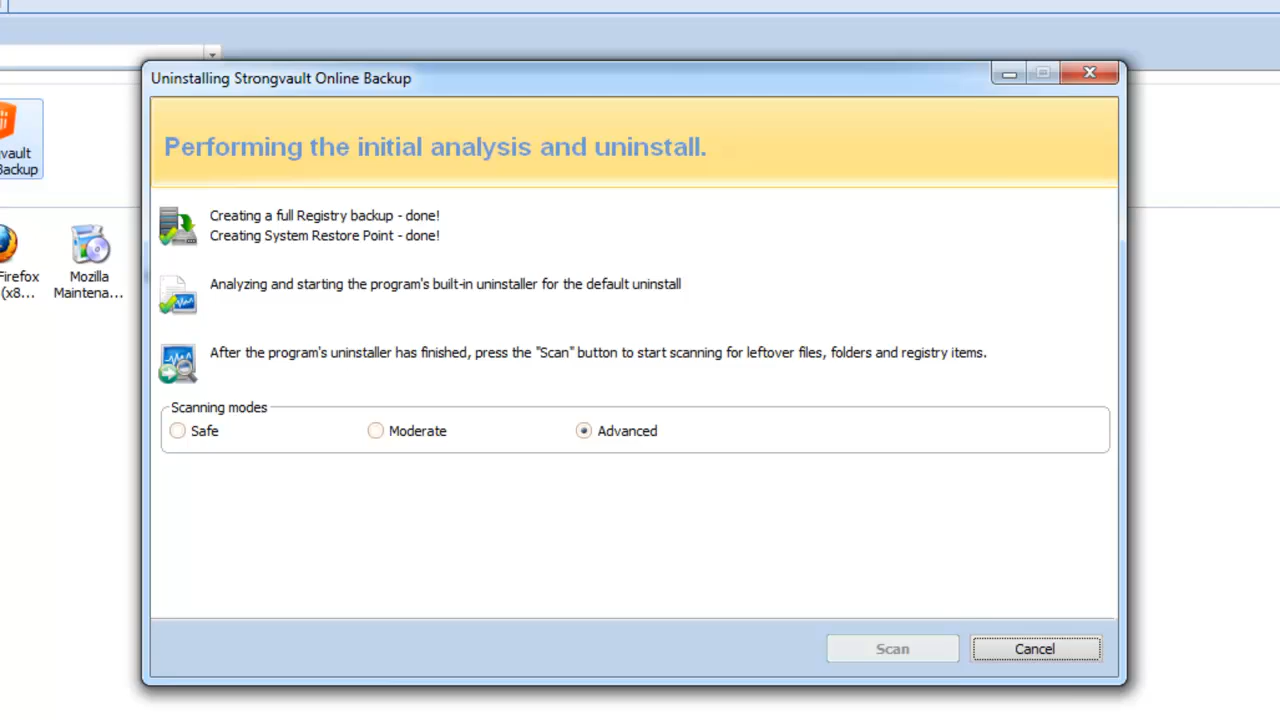 Uninstalling Strongvault Online Backup
Performing the initial analysis and uninstall.
vault
Backup
Creating a full Registry backup - done!
Creating System Restore Point - done!
Firefox
(x8...
Mozilla
Maintena...
Analyzing and starting the program's built-in uninstaller for the default uninstall
After the program's uninstaller has finished, press the "Scan" button to start scanning for leftover files, folders and registry items.
Scanning modes
Safe
Moderate
Advanced
Scan
Cancel